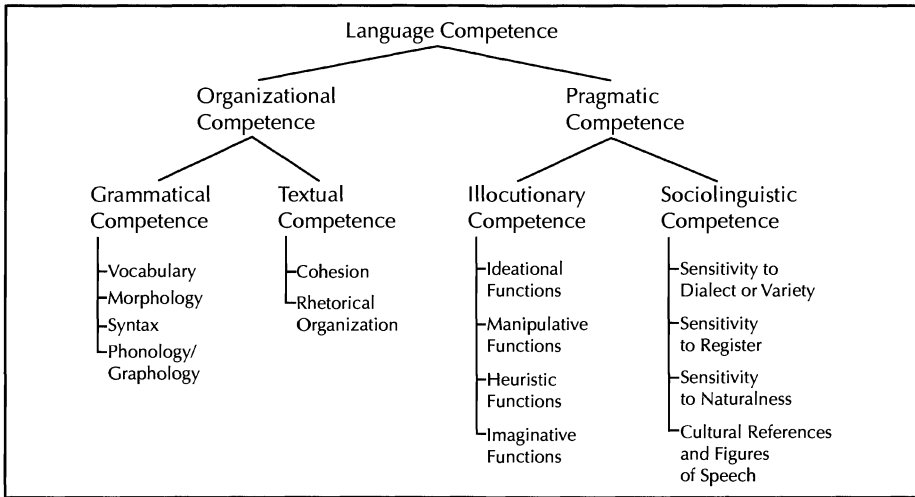 Language Competence
Organizational
Competence
Pragmatic
Competence
Grammatical
Competence
Vocabulary
Morphology
Syntax
Phonology/
Graphology
Textual
Competence
Cohesion
Rhetorical
Organization
Illocutionary
Competence
Ideational
Functions
Manipulative
Functions
Heuristic
Functions
Imaginative
Functions
Sociolinguistic
Competence
Sensitivity to
Dialect or Variety
Sensitivity
to Register
Sensitivity
to Naturalness
Cultural References
and Figures
of Speech